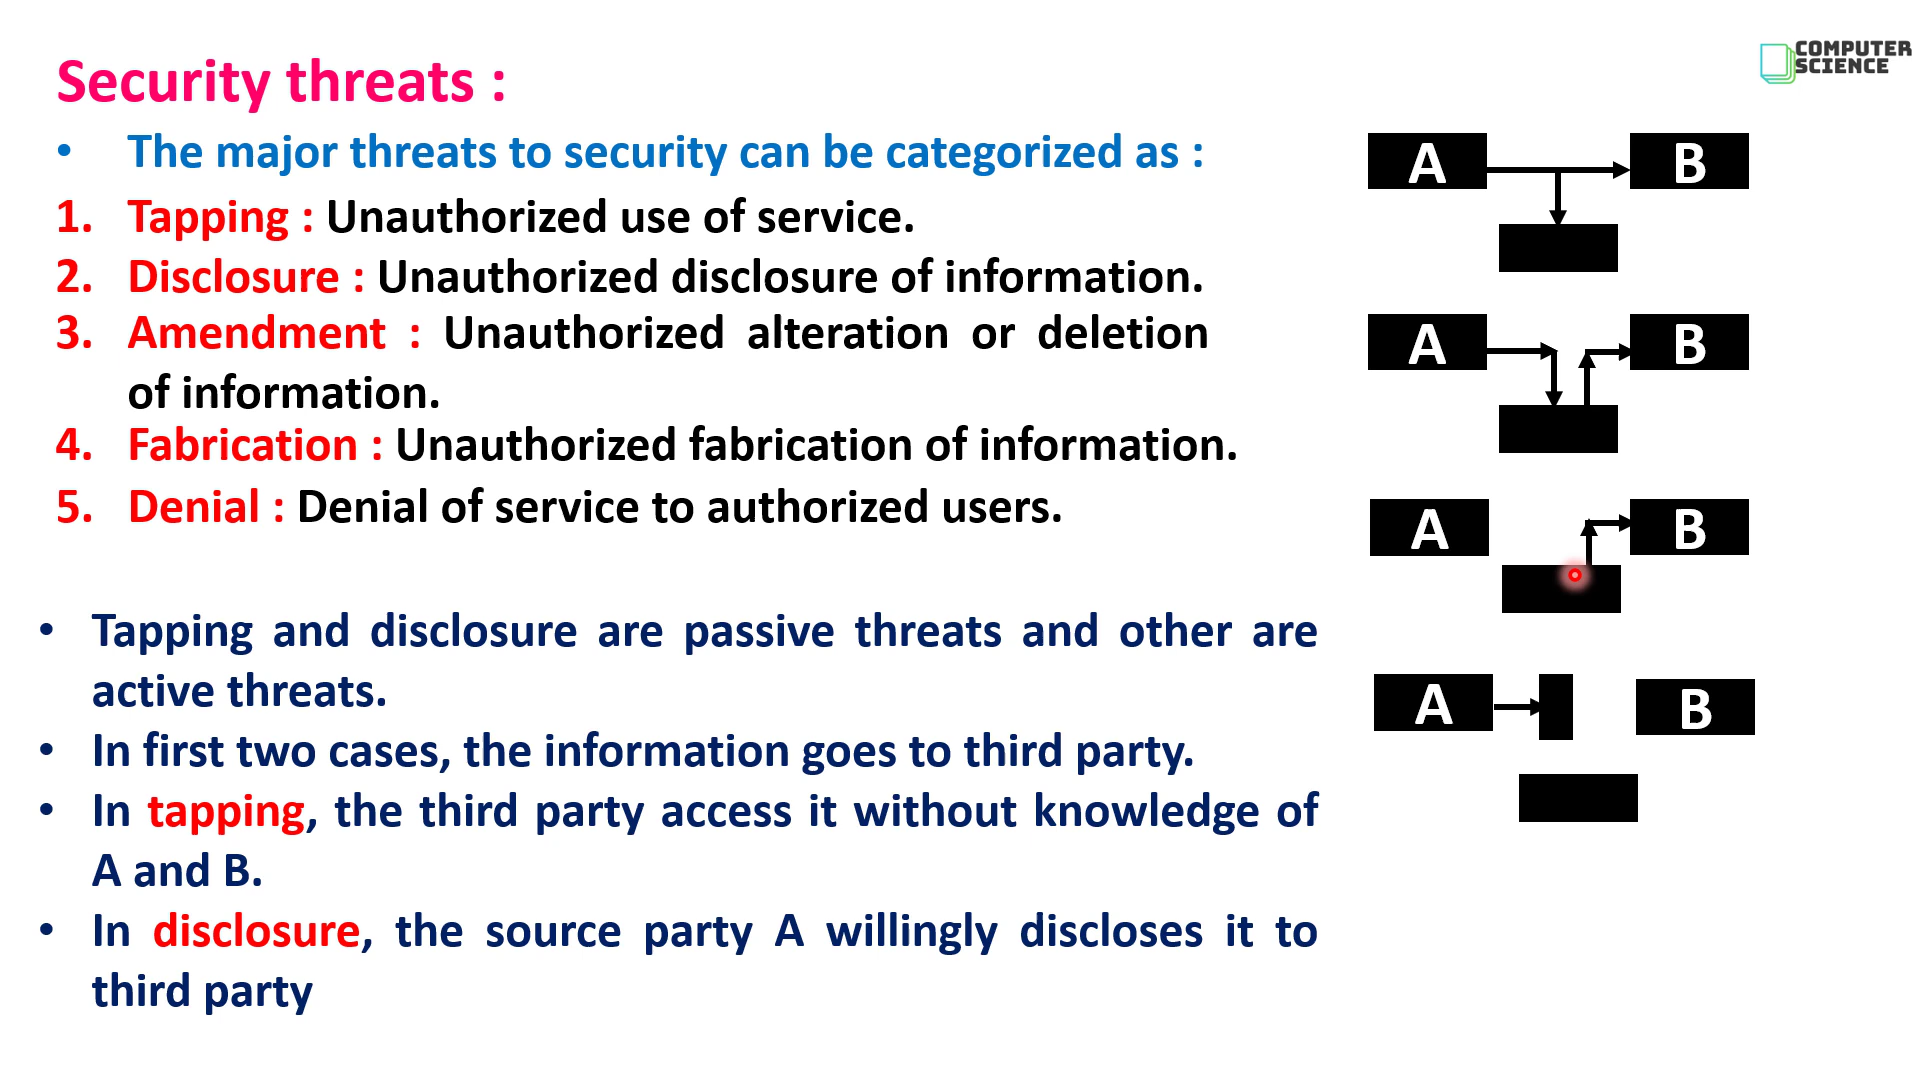 Security threats :
• The major threats to security can be categorized as :
1. Tapping : Unauthorized use of service.
2. Disclosure : Unauthorized disclosure of information.
3. Amendment : Unauthorized alteration or deletion
of information.
4. Fabrication : Unauthorized fabrication of information.
5. Denial : Denial of service to authorized users.
• Tapping and disclosure are passive threats and other are
active threats.
• In first two cases, the information goes to third party.
• In tapping, the third party access it without knowledge of
A and B.
• In disclosure, the source party A willingly discloses it to
third party
COMPUTER
SCIENCE
A B
A B
A B
A B